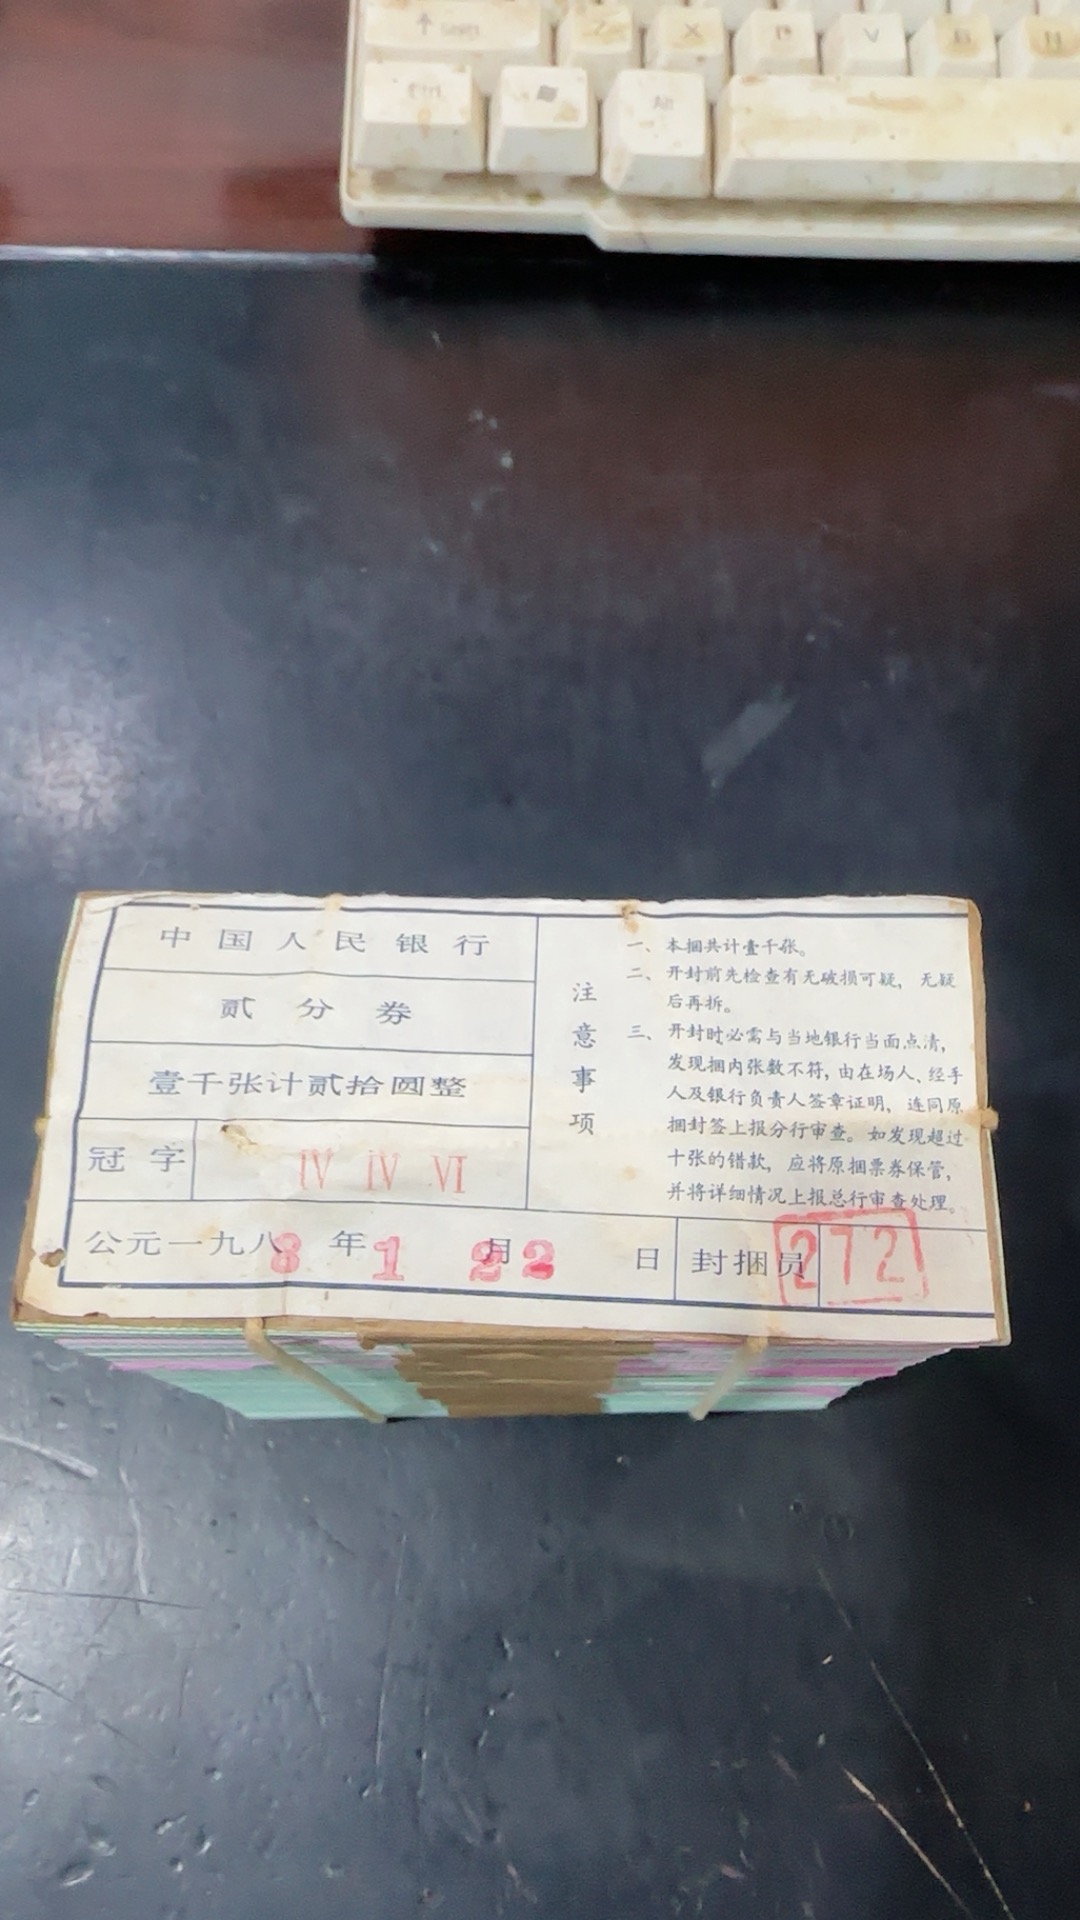 Shift Z X V B
Ctrl
中国人民银行
贰分券
壹千张计贰拾圆整
冠字 IV IV VI
公元一九八3年1月22日
封捆员 272
注意事项
一、本捆共计壹千张。
二、开封前先检查有无破损可疑，无疑
后再拆。
三、开封时必需与当地银行当面点清，
发现捆内张数不符，由在场人、经手
人及银行负责人签章证明，连同原
捆封签上报分行审查。如发现超过
十张的错款，应将原捆票券保管，
并将详细情况上报总行审查处理。